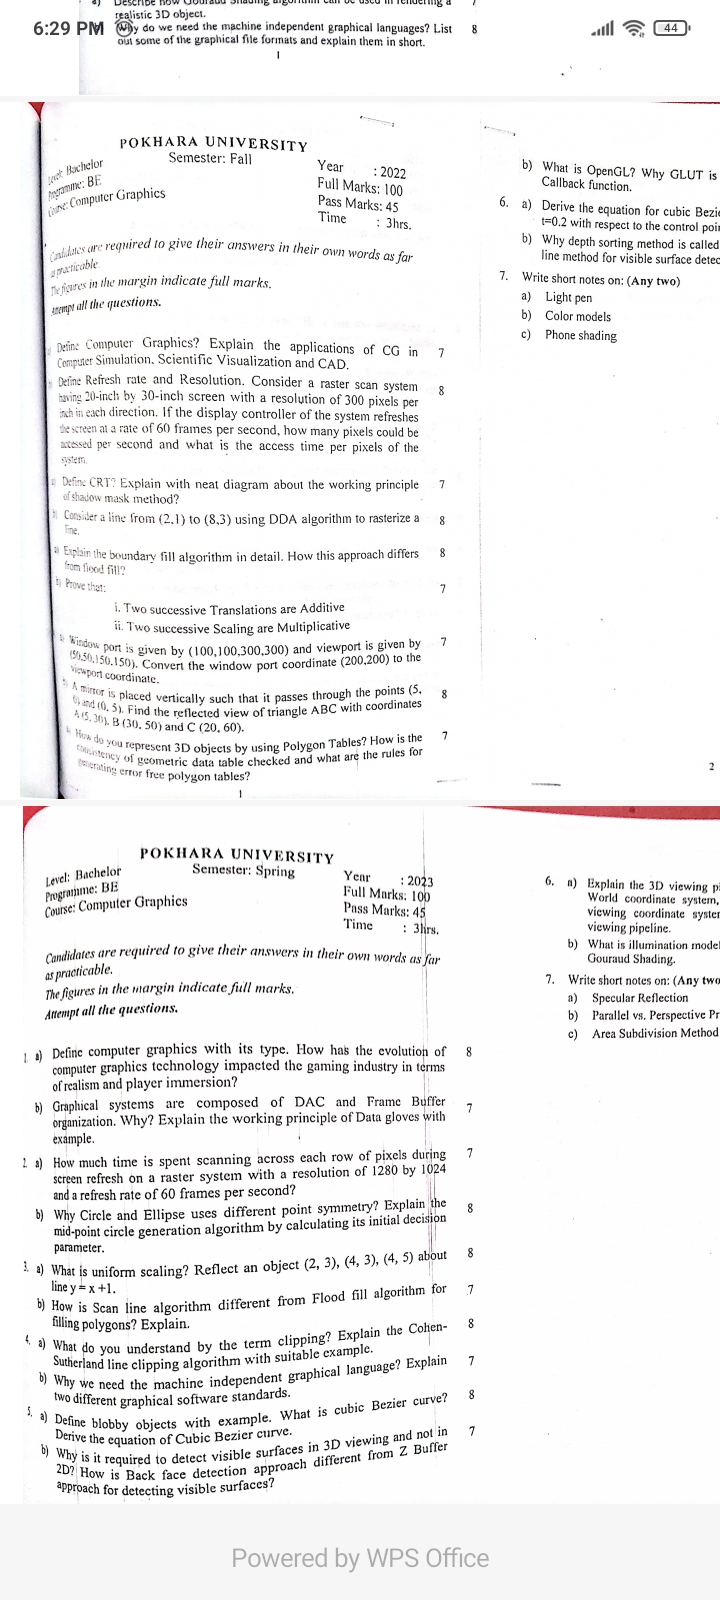 a) Describe how Gouraud Shading algorithm can be used in rendering a 7
realistic 3D object.
6:29 PM
Why do we need the machine independent graphical languages? List 8
out some of the graphical file formats and explain them in short.
44
1
POKHARA UNIVERSITY
Level: Bachelor Semester: Fall Year : 2022
Programme: BE Full Marks: 100
Course: Computer Graphics Pass Marks: 45
Time : 3hrs.
Candidates are required to give their answers in their own words as far
as practicable.
The figures in the margin indicate full marks.
Attempt all the questions.
Define Computer Graphics? Explain the applications of CG in 7
Computer Simulation, Scientific Visualization and CAD.
Define Refresh rate and Resolution. Consider a raster scan system 8
having 20-inch by 30-inch screen with a resolution of 300 pixels per
inch in each direction. If the display controller of the system refreshes
the screen at a rate of 60 frames per second, how many pixels could be
accessed per second and what is the access time per pixels of the
system.
a) Define CRT? Explain with neat diagram about the working principle 7
of shadow mask method?
Consider a line from (2,1) to (8,3) using DDA algorithm to rasterize a 8
line.
a) Explain the boundary fill algorithm in detail. How this approach differs 8
from flood fill?
b) Prove that: 7
i. Two successive Translations are Additive
ii. Two successive Scaling are Multiplicative
Window port is given by (100,100,300,300) and viewport is given by 7
(50,50,150,150). Convert the window port coordinate (200,200) to the
viewport coordinate.
A mirror is placed vertically such that it passes through the points (5,
and (0, 5). Find the reflected view of triangle ABC with coordinates 8
A (5, 30), B (30, 50) and C (20, 60).
How do you represent 3D objects by using Polygon Tables? How is the 7
consistency of geometric data table checked and what are the rules for
generating error free polygon tables?
1
b) What is OpenGL? Why GLUT is
Callback function.
6. a) Derive the equation for cubic Bezie
t=0.2 with respect to the control poi
b) Why depth sorting method is called
line method for visible surface detec
7. Write short notes on: (Any two)
a) Light pen
b) Color models
c) Phone shading
2
POKHARA UNIVERSITY
Level: Bachelor Semester: Spring Year : 2023
Programme: BE Full Marks: 100
Course: Computer Graphics Pass Marks: 45
Time : 3hrs.
Candidates are required to give their answers in their own words as far
as practicable.
The figures in the margin indicate full marks.
Attempt all the questions.
1. a) Define computer graphics with its type. How has the evolution of 8
computer graphics technology impacted the gaming industry in terms
of realism and player immersion?
b) Graphical systems are composed of DAC and Frame Buffer 7
organization. Why? Explain the working principle of Data gloves with
example.
2. a) How much time is spent scanning across each row of pixels during 7
screen refresh on a raster system with a resolution of 1280 by 1024
and a refresh rate of 60 frames per second?
b) Why Circle and Ellipse uses different point symmetry? Explain the 8
mid-point circle generation algorithm by calculating its initial decision
parameter.
3. a) What is uniform scaling? Reflect an object (2, 3), (4, 3), (4, 5) about 8
line y = x +1.
b) How is Scan line algorithm different from Flood fill algorithm for 7
filling polygons? Explain.
4. a) What do you understand by the term clipping? Explain the Cohen- 8
Sutherland line clipping algorithm with suitable example.
b) Why we need the machine independent graphical language? Explain 7
two different graphical software standards.
5. a) Define blobby objects with example. What is cubic Bezier curve? 8
Derive the equation of Cubic Bezier curve.
b) Why is it required to detect visible surfaces in 3D viewing and not in 7
2D? How is Back face detection approach different from Z Buffer
approach for detecting visible surfaces?
6. a) Explain the 3D viewing pi
World coordinate system,
viewing coordinate syster
viewing pipeline.
b) What is illumination model
Gouraud Shading.
7. Write short notes on: (Any two
a) Specular Reflection
b) Parallel vs. Perspective Pr
c) Area Subdivision Method
Powered by WPS Office